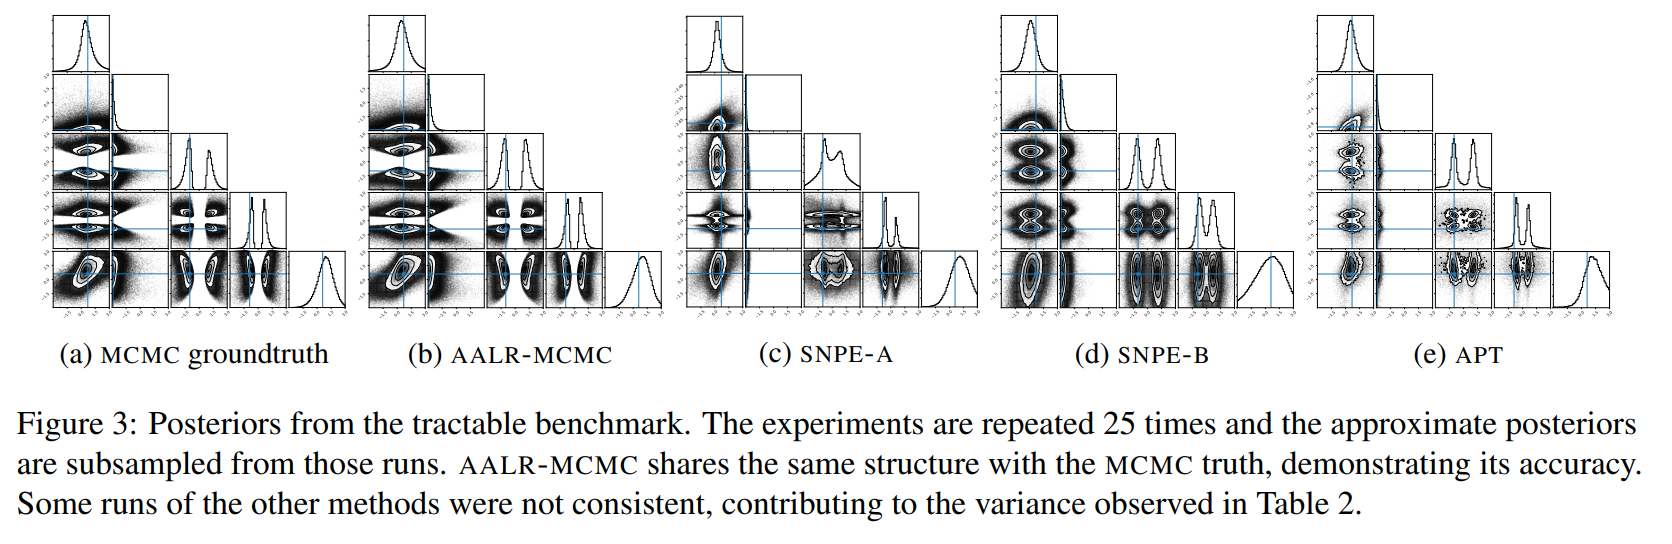 (a) MCMC groundtruth
(b) AALR-MCMC
(c) SNPE-A
(d) SNPE-B
(e) APT
Figure 3: Posteriors from the tractable benchmark. The experiments are repeated 25 times and the approximate posteriors
are subsampled from those runs. AALR-MCMC shares the same structure with the MCMC truth, demonstrating its accuracy.
Some runs of the other methods were not consistent, contributing to the variance observed in Table 2.